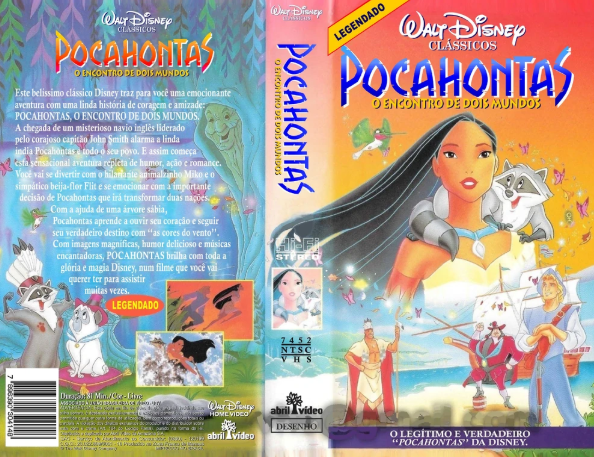 WALT DISNEY
CLÁSSICOS
POCAHONTAS
O ENCONTRO DE DOIS MUNDOS
Este belíssimo clássico Disney traz para você uma emocionante
aventura com uma linda história de coragem e amizade:
POCAHONTAS, O ENCONTRO DE DOIS MUNDOS.
A chegada de um misterioso navio inglês liderado
pelo corajoso capitão John Smith alarma a linda
índia Pocahontas e todo o seu povo. E assim começa
esta sensacional aventura repleta de humor, ação e romance.
Você vai se divertir com o hilariante animalzinho Miko e o
simpático beija-flor Flit e se emocionar com a importante
decisão de Pocahontas que irá transformar duas nações.
Com a ajuda de uma árvore sábia,
Pocahontas aprende a ouvir seu coração e seguir
seu verdadeiro destino com "as cores do vento".
Com imagens magníficas, humor delicioso e músicas
encantadoras, POCAHONTAS brilha com toda a
glória e magia Disney, num filme que você vai
querer ter para assistir
muitas vezes.
LEGENDADO
Duração: 81 Min./Cor - Livre
WALT DISNEY
HOME VIDEO
abril vídeo
WALT DISNEY
CLÁSSICOS
POCAHONTAS
O ENCONTRO DE DOIS MUNDOS
HI-FI
STEREO
7452
NTSC
VHS
abril vídeo
DESENHO
LEGENDADO
WALT DISNEY
CLÁSSICOS
POCAHONTAS
O ENCONTRO DE DOIS MUNDOS
O LEGÍTIMO E VERDADEIRO
"POCAHONTAS" DA DISNEY.